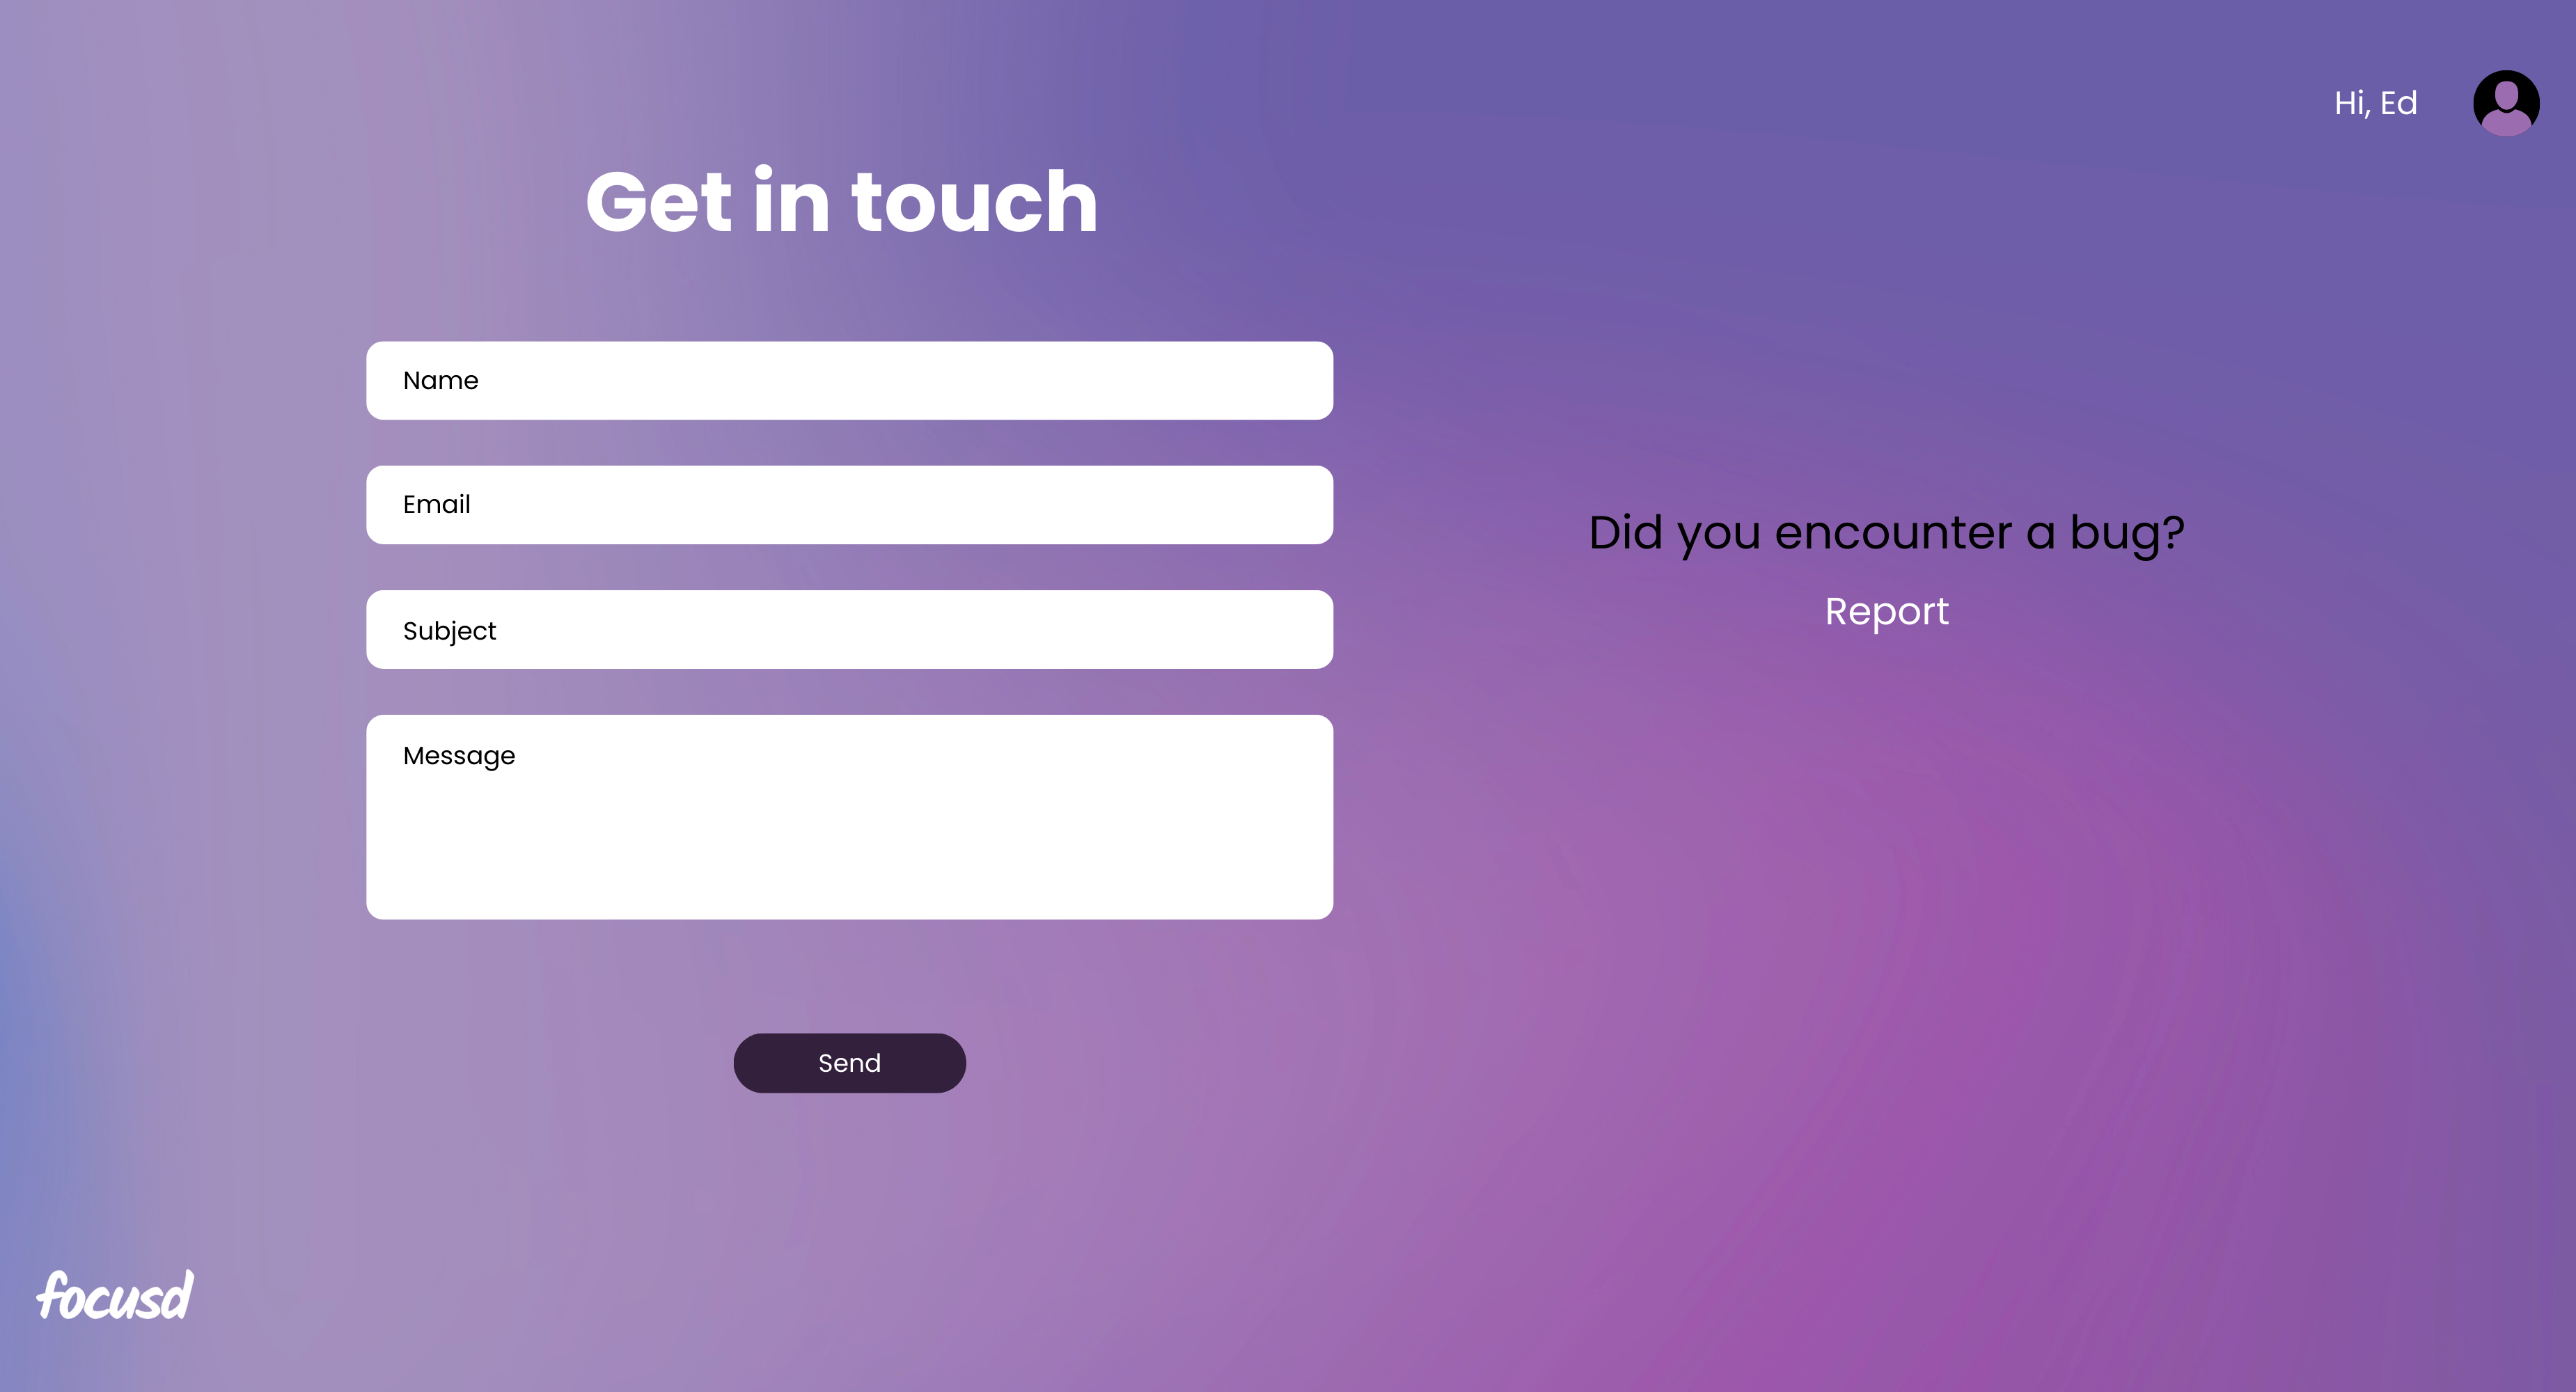 Hi, Ed
Get in touch
Name
Email
Subject
Message
Send
Did you encounter a bug?
Report
focusd